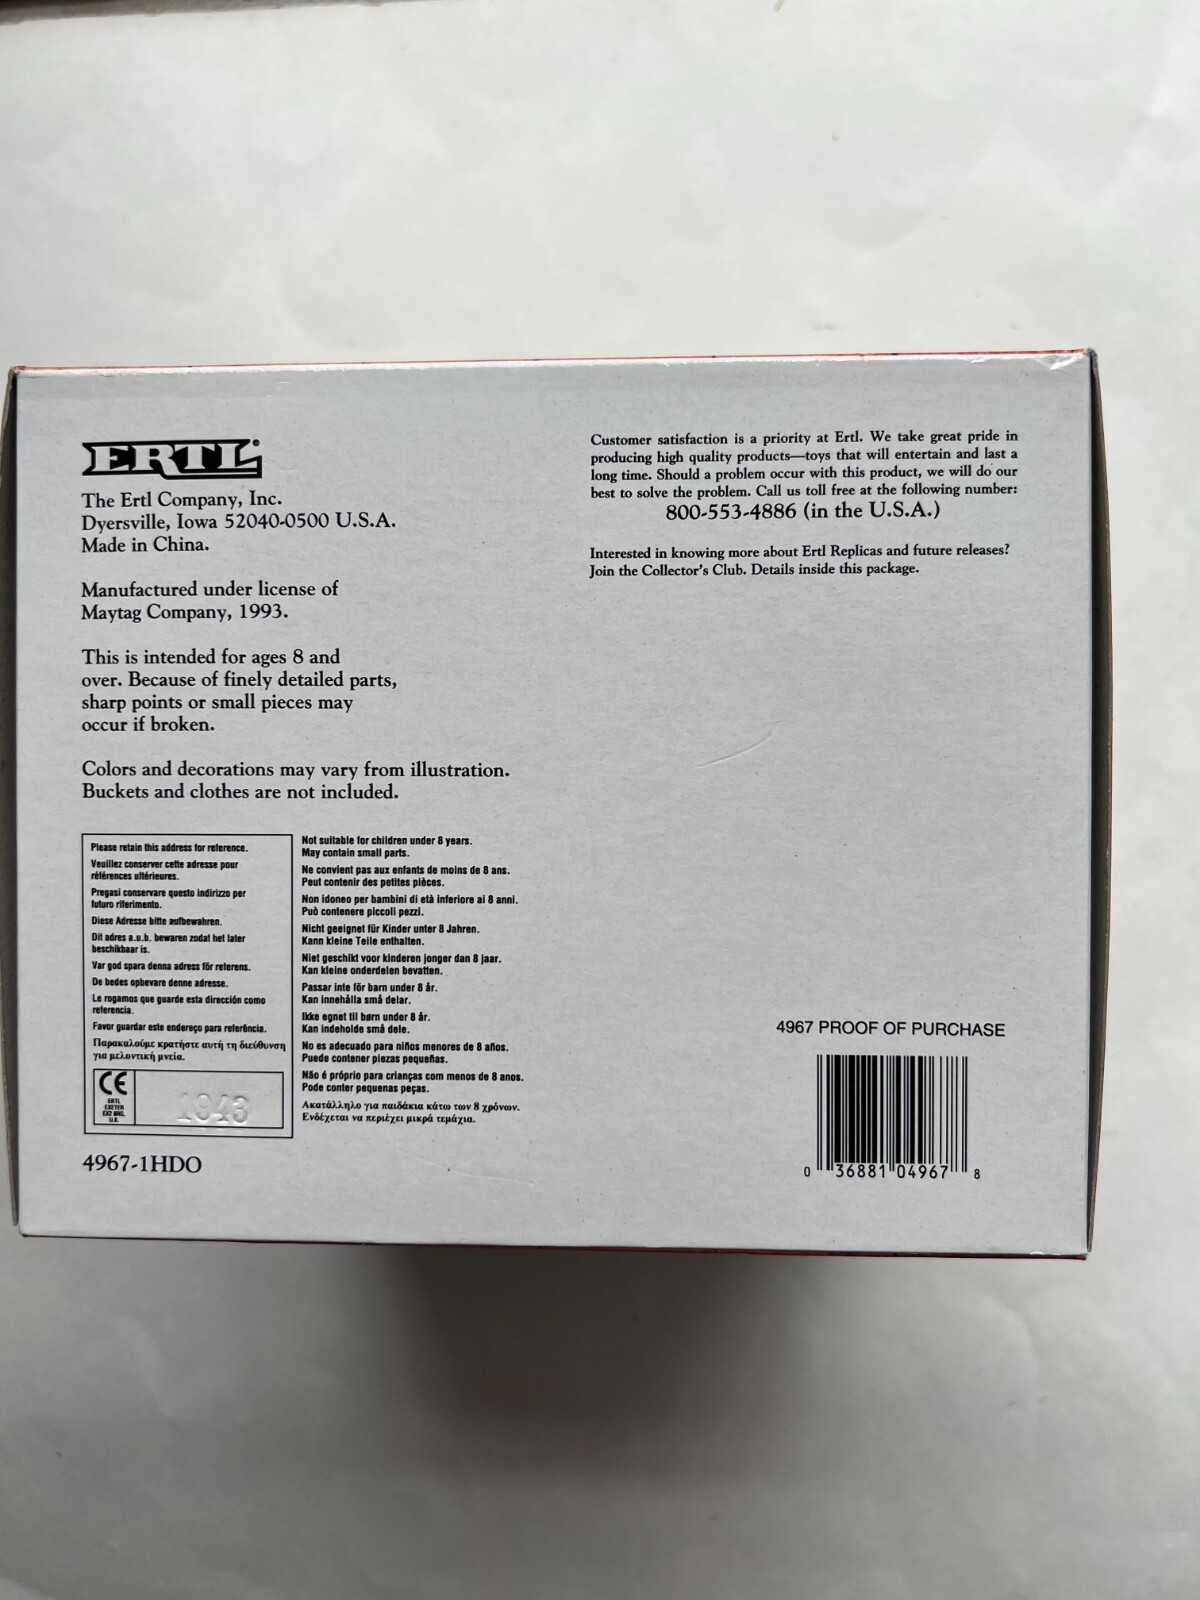 ERTL®
The Ertl Company, Inc.
Dyersville, Iowa 52040-0500 U.S.A.
Made in China.
Manufactured under license of
Maytag Company, 1993.
This is intended for ages 8 and
over. Because of finely detailed parts,
sharp points or small pieces may
occur if broken.
Colors and decorations may vary from illustration.
Buckets and clothes are not included.
Please retain this address for reference.
Veuillez conserver cette adresse pour
références ultérieures.
Pregasi conservare questo indirizzo per
futuro riferimento.
Diese Adresse bitte aufbewahren.
Dit adres a.u.b. bewaren zodat het later
beschikbaar is.
Var god spara denna adress för referens.
De bedes opbevare denne adresse.
Le rogamos que guarde esta dirección como
referencia.
Favor guardar este endereço para referência.
Παρακαλούμε κρατήστε αυτή τη διεύθυνση
για μελοντική μνεία.
CE
ERTL
EXETER
U.K.
1943
4967-1HDO
Not suitable for children under 8 years.
May contain small parts.
Ne convient pas aux enfants de moins de 8 ans.
Peut contenir des petites pièces.
Non idoneo per bambini di età inferiore ai 8 anni.
Può contenere piccoli pezzi.
Nicht geeignet für Kinder unter 8 Jahren.
Kann kleine Teile enthalten.
Niet geschikt voor kinderen jonger dan 8 jaar.
Kan kleine onderdelen bevatten.
Passar inte för barn under 8 år.
Kan innehålla små delar.
Ikke egnet til børn under 8 år.
Kan indeholde små dele.
No es adecuado para niños menores de 8 años.
Puede contener piezas pequeñas.
Não é próprio para crianças com menos de 8 anos.
Pode conter pequenas peças.
Ακατάλληλο για παιδάκια κάτω των 8 χρόνων.
Ενδέχεται να περιέχει μικρά τεμάχια.
Customer satisfaction is a priority at Ertl. We take great pride in
producing high quality products—toys that will entertain and last a
long time. Should a problem occur with this product, we will do our
best to solve the problem. Call us toll free at the following number:
800-553-4886 (in the U.S.A.)
Interested in knowing more about Ertl Replicas and future releases?
Join the Collector's Club. Details inside this package.
4967 PROOF OF PURCHASE
0 36881 04967 8